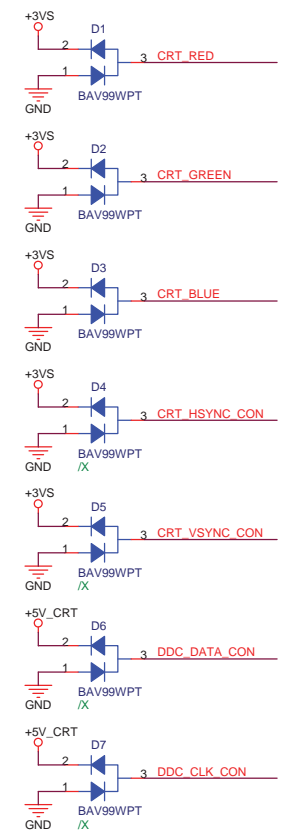 +3VS
D1
2
3 CRT_RED
1
BAV99WPT
GND
+3VS
D2
2
3 CRT_GREEN
1
BAV99WPT
GND
+3VS
D3
2
3 CRT_BLUE
1
BAV99WPT
GND
+3VS
D4
2
3 CRT_HSYNC_CON
1
BAV99WPT
GND /X
+3VS
D5
2
3 CRT_VSYNC_CON
1
BAV99WPT
GND /X
+5V_CRT
D6
2
3 DDC_DATA_CON
1
BAV99WPT
GND /X
+5V_CRT
D7
2
3 DDC_CLK_CON
1
BAV99WPT
GND /X